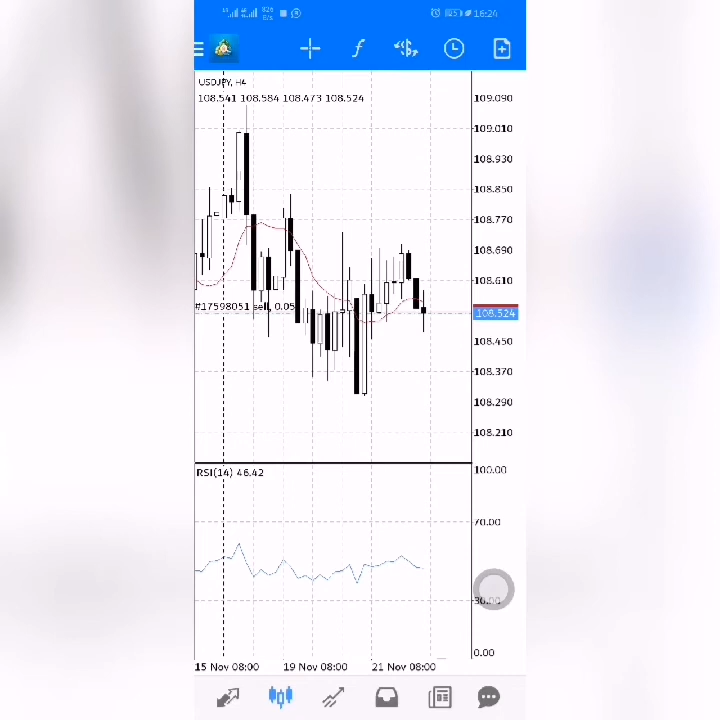 826 B/s 25 16:24
USDJPY, H4
108.541 108.584 108.473 108.524
109.090
109.010
108.930
108.850
108.770
108.690
108.610
#17598051 sell, 0.05
108.524
108.450
108.370
108.290
108.210
RSI(14) 46.42
100.00
70.00
30.00
0.00
15 Nov 08:00 19 Nov 08:00 21 Nov 08:00